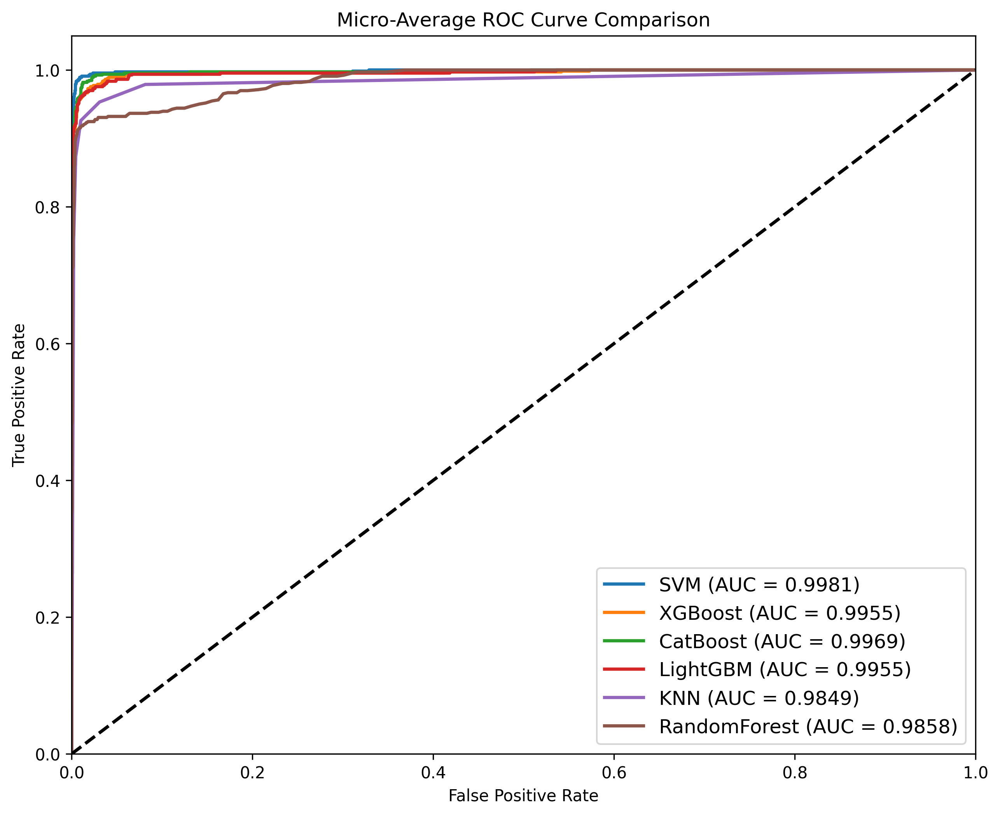 Micro-Average ROC Curve Comparison
1.0
0.8
0.6
0.4
0.2
0.0
True Positive Rate
0.0 0.2 0.4 0.6 0.8 1.0
False Positive Rate
SVM (AUC = 0.9981)
XGBoost (AUC = 0.9955)
CatBoost (AUC = 0.9969)
LightGBM (AUC = 0.9955)
KNN (AUC = 0.9849)
RandomForest (AUC = 0.9858)